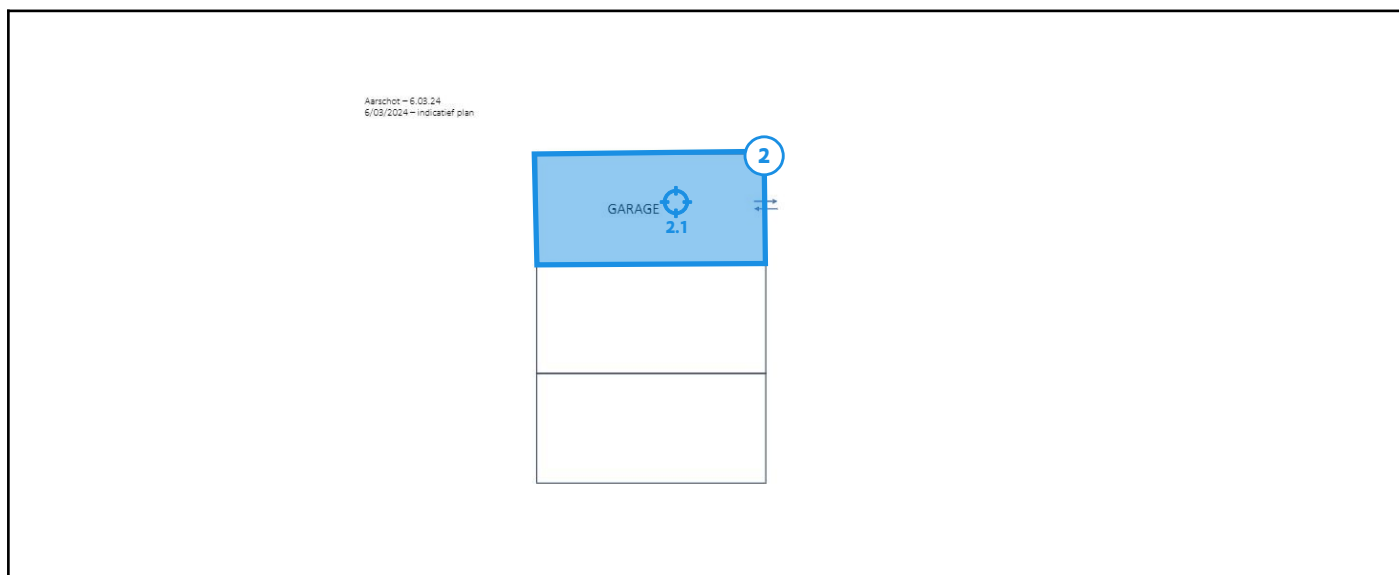 Aarschot – 6.03.24
6/03/2024 – indicatief plan
2
GARAGE
2.1